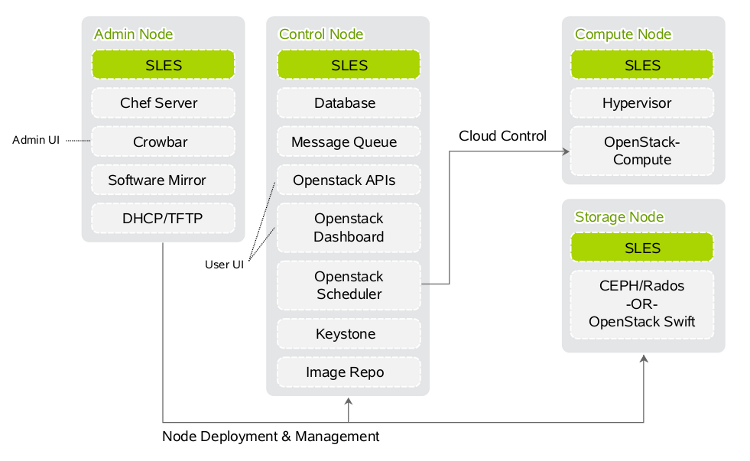 Admin Node
SLES
Chef Server
Admin UI
Crowbar
Software Mirror
DHCP/TFTP
Control Node
SLES
Database
Message Queue
Openstack APIs
Openstack
Dashboard
User UI
Openstack
Scheduler
Keystone
Image Repo
Cloud Control
Compute Node
SLES
Hypervisor
OpenStack-
Compute
Storage Node
SLES
CEPH/Rados
-OR-
OpenStack Swift
Node Deployment & Management